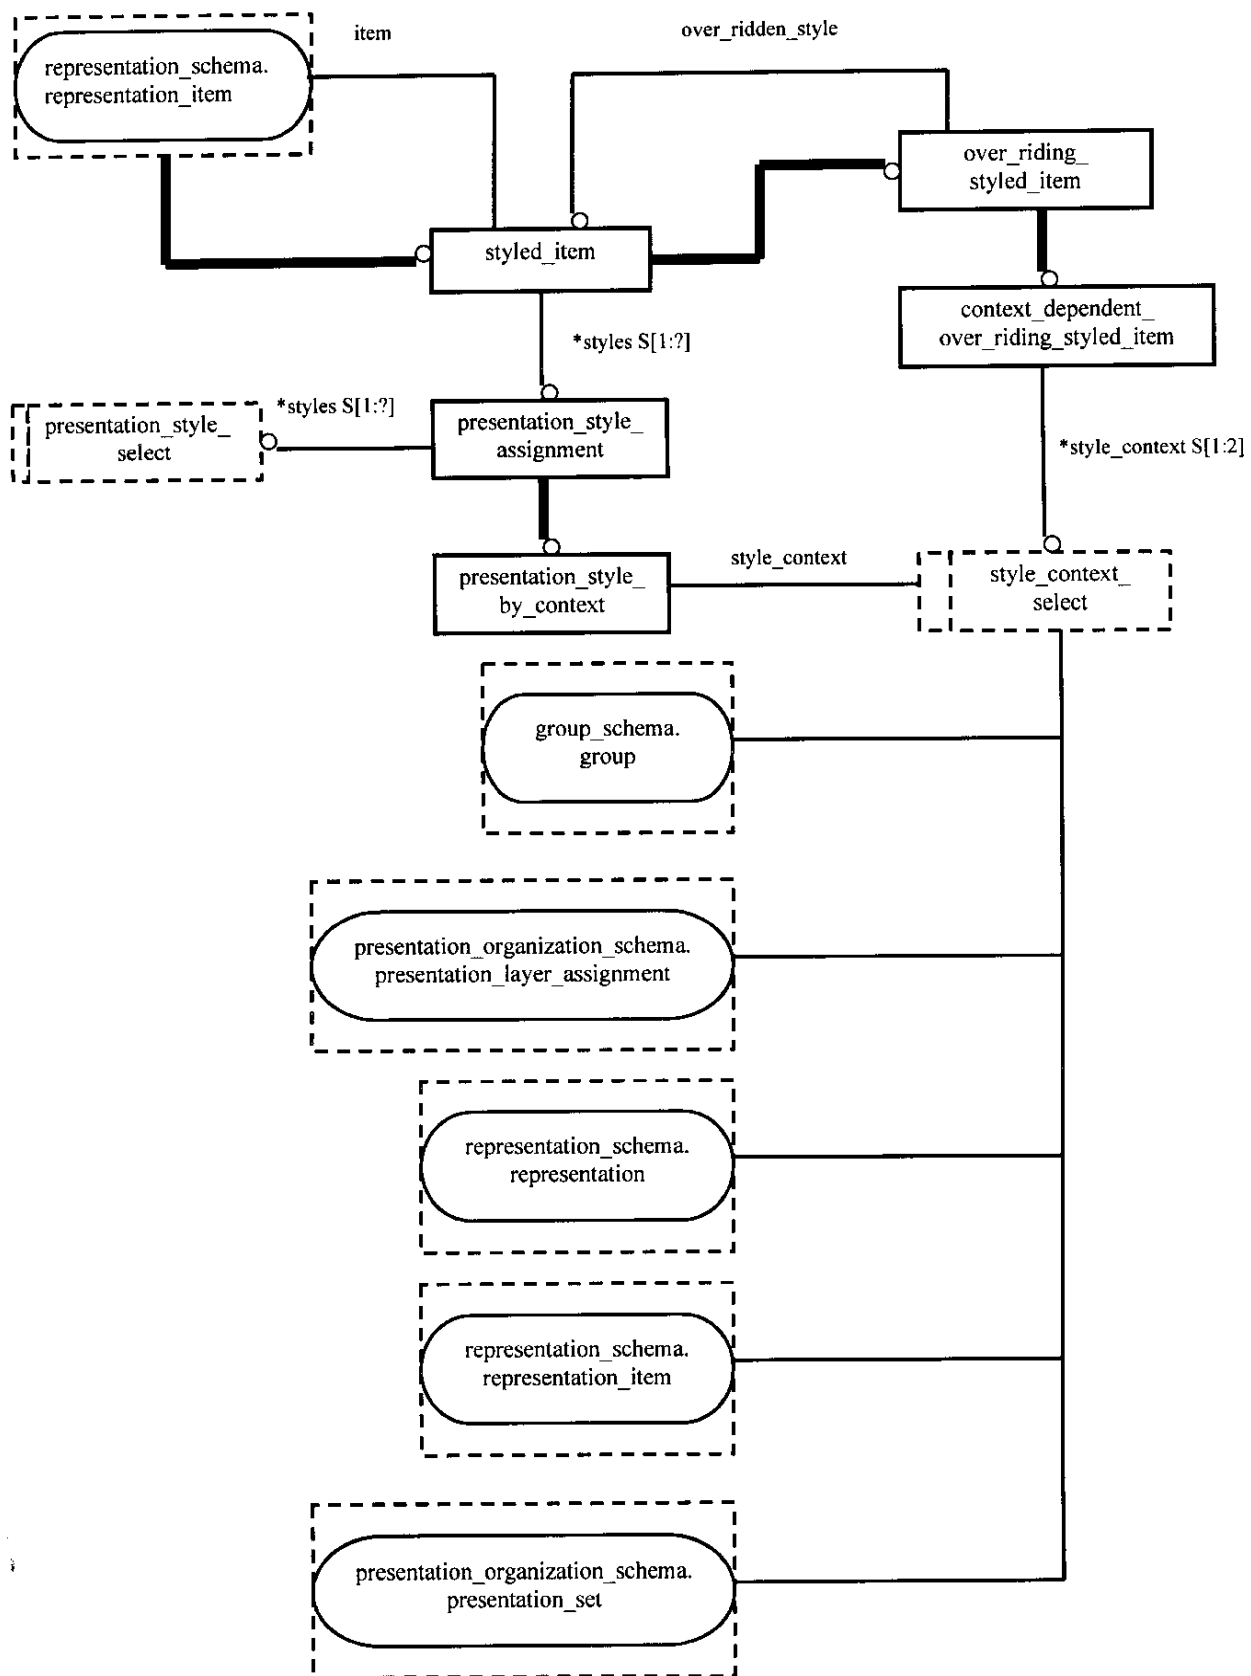 item
over_ridden_style
representation_schema.
representation_item
over_riding_
styled_item
styled_item
context_dependent_
over_riding_styled_item
*styles S[1:?]
*styles S[1:?]
presentation_style_
select
presentation_style_
assignment
*style_context S[1:2]
style_context
presentation_style_
by_context
style_context_
select
group_schema.
group
presentation_organization_schema.
presentation_layer_assignment
representation_schema.
representation
representation_schema.
representation_item
presentation_organization_schema.
presentation_set